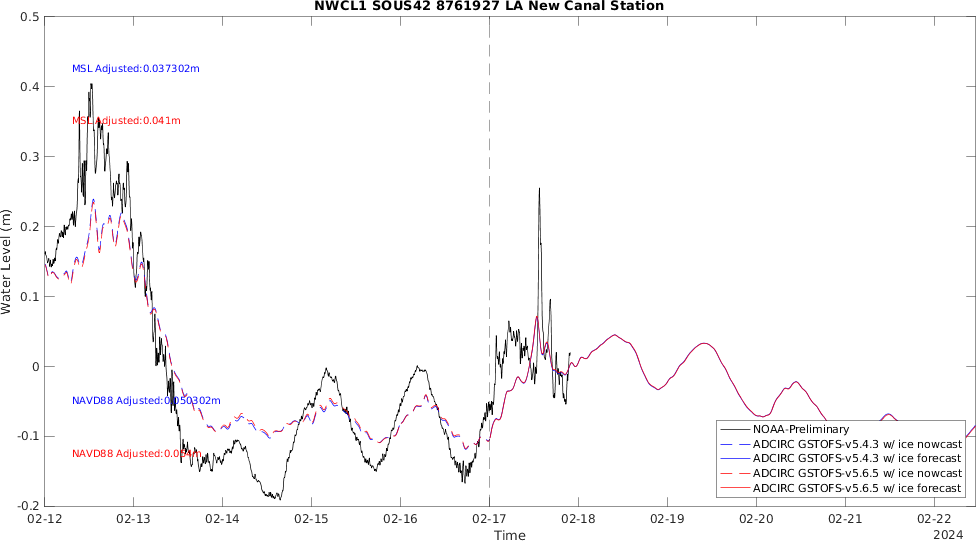 NWCL1 SOUS42 8761927 LA New Canal Station
0.5
0.4
0.3
0.2
0.1
0
-0.1
-0.2
Water Level (m)
MSL Adjusted:0.037302m
MSL Adjusted:0.041m
NAVD88 Adjusted:0.050302m
NAVD88 Adjusted:0.054m
NOAA-Preliminary
ADCIRC GSTOFS-v5.4.3 w/ ice nowcast
ADCIRC GSTOFS-v5.4.3 w/ ice forecast
ADCIRC GSTOFS-v5.6.5 w/ ice nowcast
ADCIRC GSTOFS-v5.6.5 w/ ice forecast
02-12 02-13 02-14 02-15 02-16 02-17 02-18 02-19 02-20 02-21 02-22
Time
2024